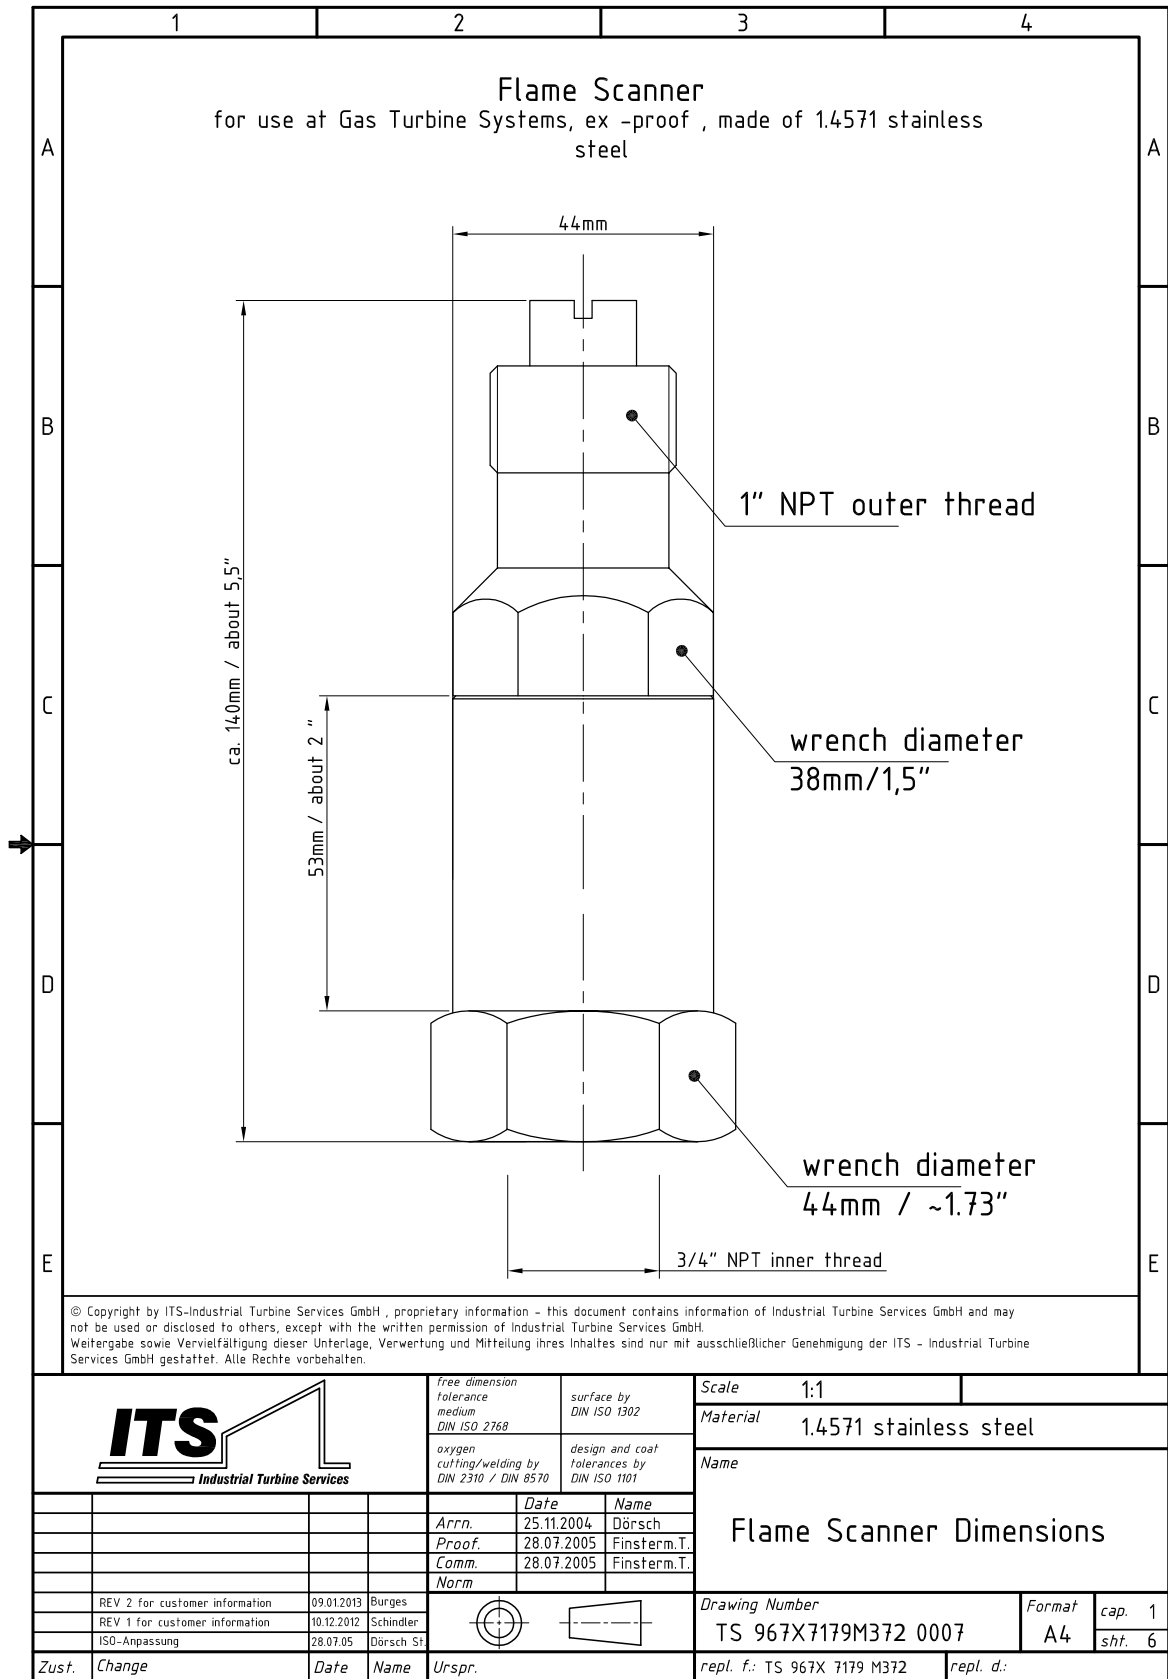 1 2 3 4
A A
B B
C C
D D
E E
Flame Scanner
for use at Gas Turbine Systems, ex -proof , made of 1.4571 stainless
steel
44mm
ca. 140mm / about 5,5"
53mm / about 2 "
1" NPT outer thread
wrench diameter
38mm/1,5"
wrench diameter
44mm / ~1.73"
3/4" NPT inner thread
© Copyright by ITS-Industrial Turbine Services GmbH , proprietary information - this document contains information of Industrial Turbine Services GmbH and may
not be used or disclosed to others, except with the written permission of Industrial Turbine Services GmbH.
Weitergabe sowie Vervielfältigung dieser Unterlage, Verwertung und Mitteilung ihres Inhaltes sind nur mit ausschließlicher Genehmigung der ITS - Industrial Turbine
Services GmbH gestattet. Alle Rechte vorbehalten.
ITS
Industrial Turbine Services
free dimension
tolerance
medium
DIN ISO 2768
surface by
DIN ISO 1302
oxygen
cutting/welding by
DIN 2310 / DIN 8570
design and coat
tolerances by
DIN ISO 1101
Scale 1:1
Material 1.4571 stainless steel
Name
Flame Scanner Dimensions
Date Name
Arrn. 25.11.2004 Dörsch
Proof. 28.07.2005 Finsterm.T.
Comm. 28.07.2005 Finsterm.T.
Norm
REV 2 for customer information 09.01.2013 Burges
REV 1 for customer information 10.12.2012 Schindler
ISO-Anpassung 28.07.05 Dörsch St.
Zust. Change Date Name Urspr.
Drawing Number
TS 967X7179M372 0007
Format
A4
cap. 1
sht. 6
repl. f.: TS 967X 7179 M372
repl. d.: